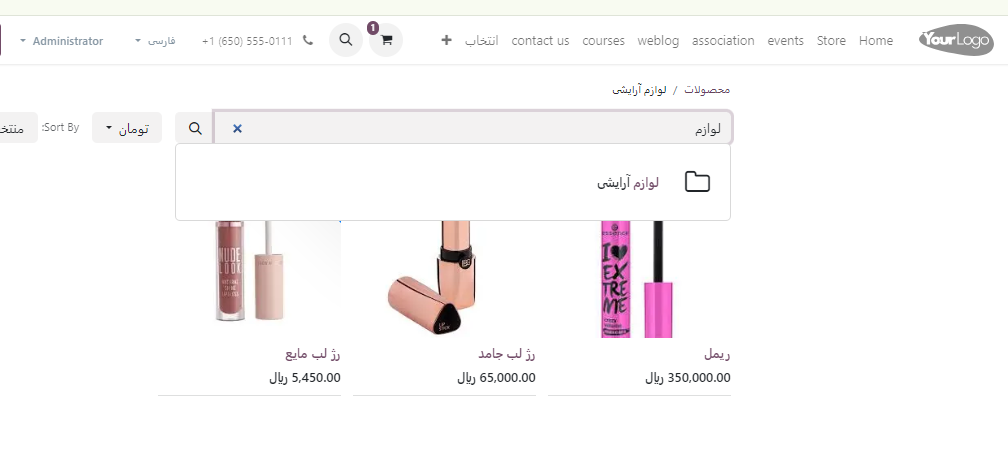 YourLogo
Home Store events association weblog courses contact us انتخاب
1
+1 (650) 555-0111
فارسی
Administrator
محصولات / لوازم آرایشی
لوازم
تومان
Sort By:
لوازم آرایشی
essence
I
EXTREME
NUDE
LOOK
ریمل
350,000.00 ریال
رژ لب جامد
65,000.00 ریال
رژ لب مایع
5,450.00 ریال